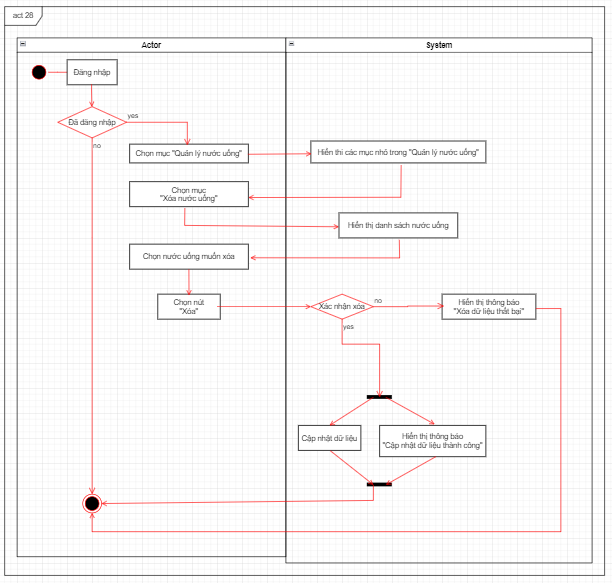 act 28
Actor
System
Đăng nhập
Đã đăng nhập
yes
no
Chọn mục "Quản lý nước uống"
Hiển thị các mục nhỏ trong "Quản lý nước uống"
Chọn mục
"Xóa nước uống"
Hiển thị danh sách nước uống
Chọn nước uống muốn xóa
Chọn nút
"Xóa"
Xác nhận xóa
no
yes
Hiển thị thông báo
"Xóa dữ liệu thất bại"
Cập nhật dữ liệu
Hiển thị thông báo
"Cập nhật dữ liệu thành công"